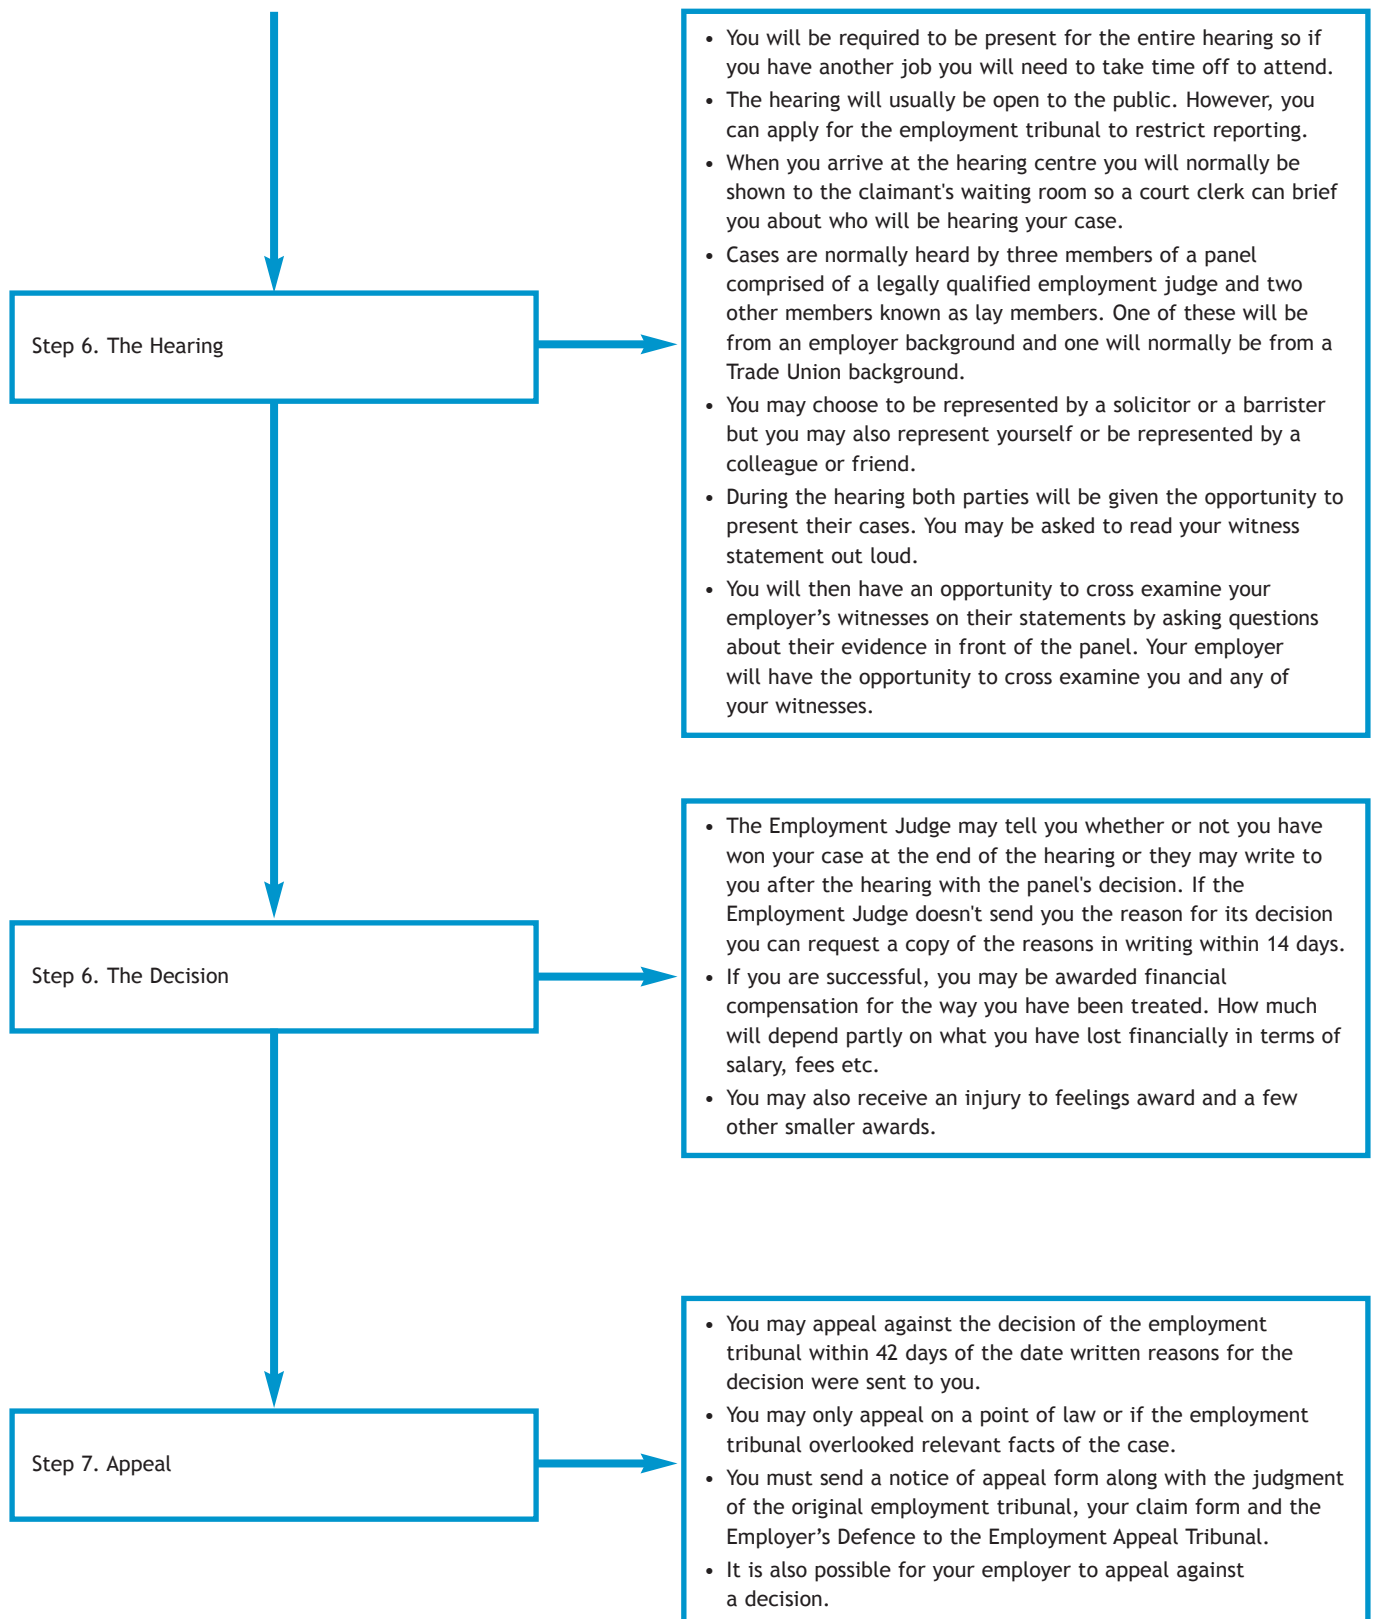 • You will be required to be present for the entire hearing so if
you have another job you will need to take time off to attend.
• The hearing will usually be open to the public. However, you
can apply for the employment tribunal to restrict reporting.
• When you arrive at the hearing centre you will normally be
shown to the claimant's waiting room so a court clerk can brief
you about who will be hearing your case.
• Cases are normally heard by three members of a panel
comprised of a legally qualified employment judge and two
other members known as lay members. One of these will be
from an employer background and one will normally be from a
Trade Union background.
• You may choose to be represented by a solicitor or a barrister
but you may also represent yourself or be represented by a
colleague or friend.
• During the hearing both parties will be given the opportunity to
present their cases. You may be asked to read your witness
statement out loud.
• You will then have an opportunity to cross examine your
employer’s witnesses on their statements by asking questions
about their evidence in front of the panel. Your employer
will have the opportunity to cross examine you and any of
your witnesses.
Step 6. The Hearing
• The Employment Judge may tell you whether or not you have
won your case at the end of the hearing or they may write to
you after the hearing with the panel's decision. If the
Employment Judge doesn't send you the reason for its decision
you can request a copy of the reasons in writing within 14 days.
• If you are successful, you may be awarded financial
compensation for the way you have been treated. How much
will depend partly on what you have lost financially in terms of
salary, fees etc.
• You may also receive an injury to feelings award and a few
other smaller awards.
Step 6. The Decision
• You may appeal against the decision of the employment
tribunal within 42 days of the date written reasons for the
decision were sent to you.
• You may only appeal on a point of law or if the employment
tribunal overlooked relevant facts of the case.
• You must send a notice of appeal form along with the judgment
of the original employment tribunal, your claim form and the
Employer’s Defence to the Employment Appeal Tribunal.
• It is also possible for your employer to appeal against
a decision.
Step 7. Appeal